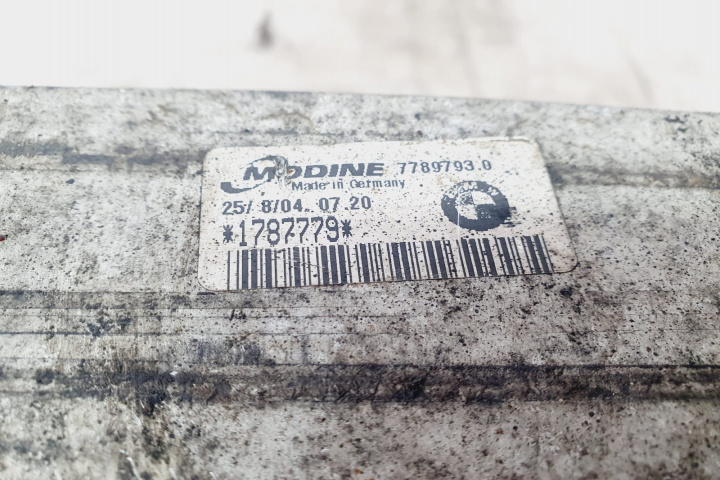 MODINE 7789793.0
Made in Germany
25/ 8/04. 07 20
*1787779*